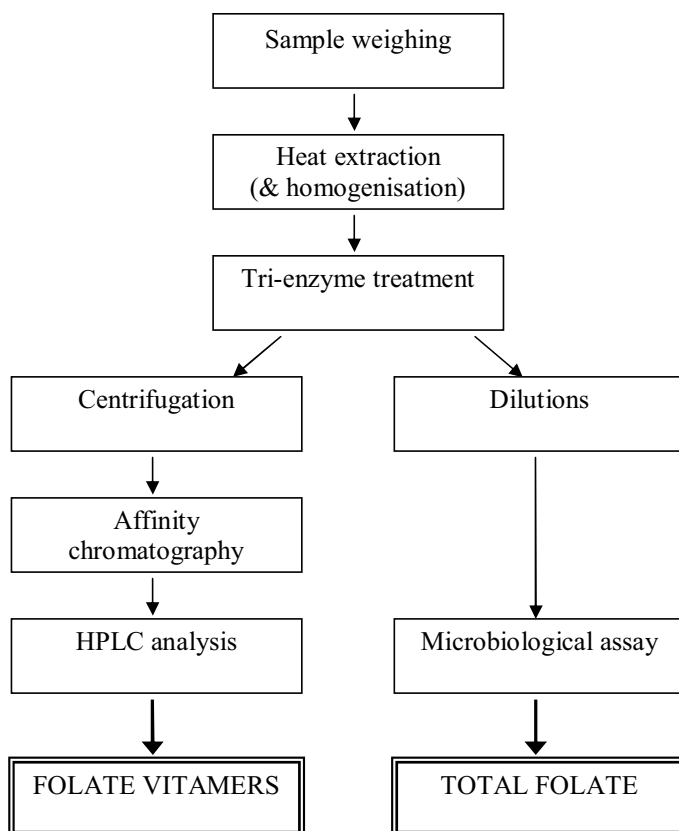 Sample weighing
Heat extraction
(& homogenisation)
Tri-enzyme treatment
Centrifugation
Dilutions
Affinity
chromatography
HPLC analysis
Microbiological assay
FOLATE VITAMERS
TOTAL FOLATE